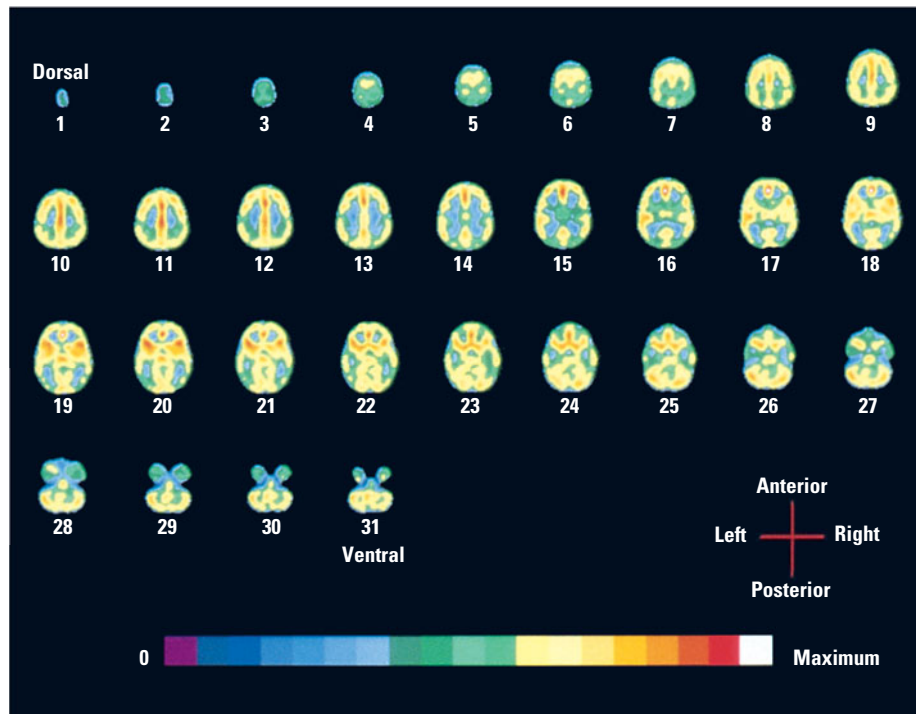 Dorsal
1 2 3 4 5 6 7 8 9
10 11 12 13 14 15 16 17 18
19 20 21 22 23 24 25 26 27
28 29 30 31
Ventral
Anterior
Left Right
Posterior
0 Maximum